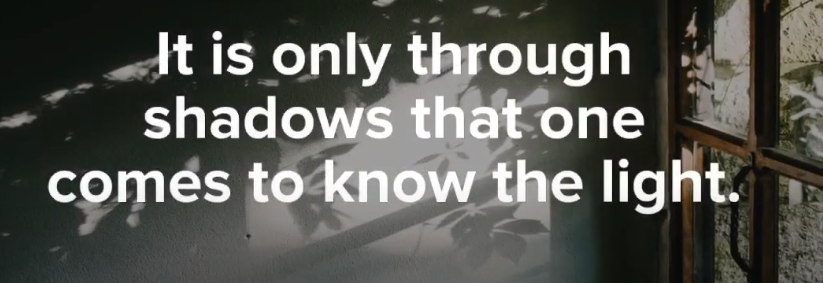 It is only through
shadows that one
comes to know the light.